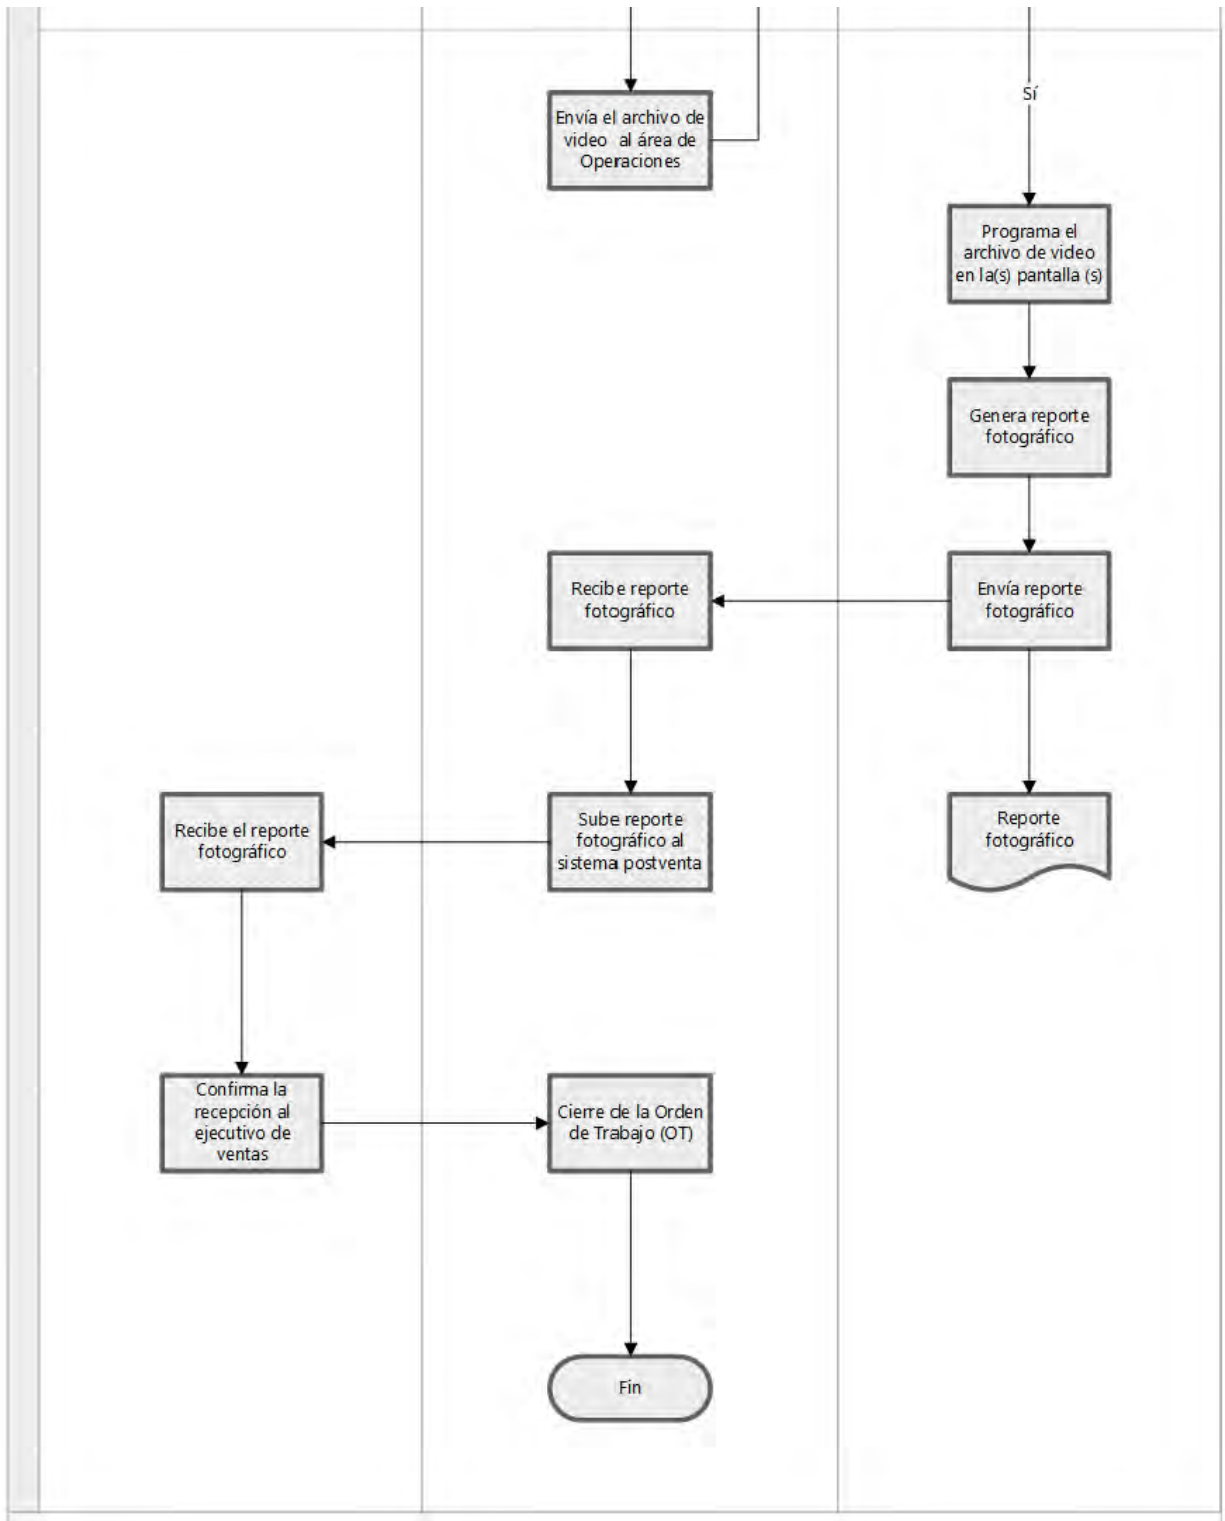 Envía el archivo de
video al área de
Operaciones
Sí
Programa el
archivo de video
en la(s) pantalla (s)
Genera reporte
fotográfico
Recibe reporte
fotográfico
Envía reporte
fotográfico
Recibe el reporte
fotográfico
Sube reporte
fotográfico al
sistema postventa
Reporte
fotográfico
Confirma la
recepción al
ejecutivo de
ventas
Cierre de la Orden
de Trabajo (OT)
Fin